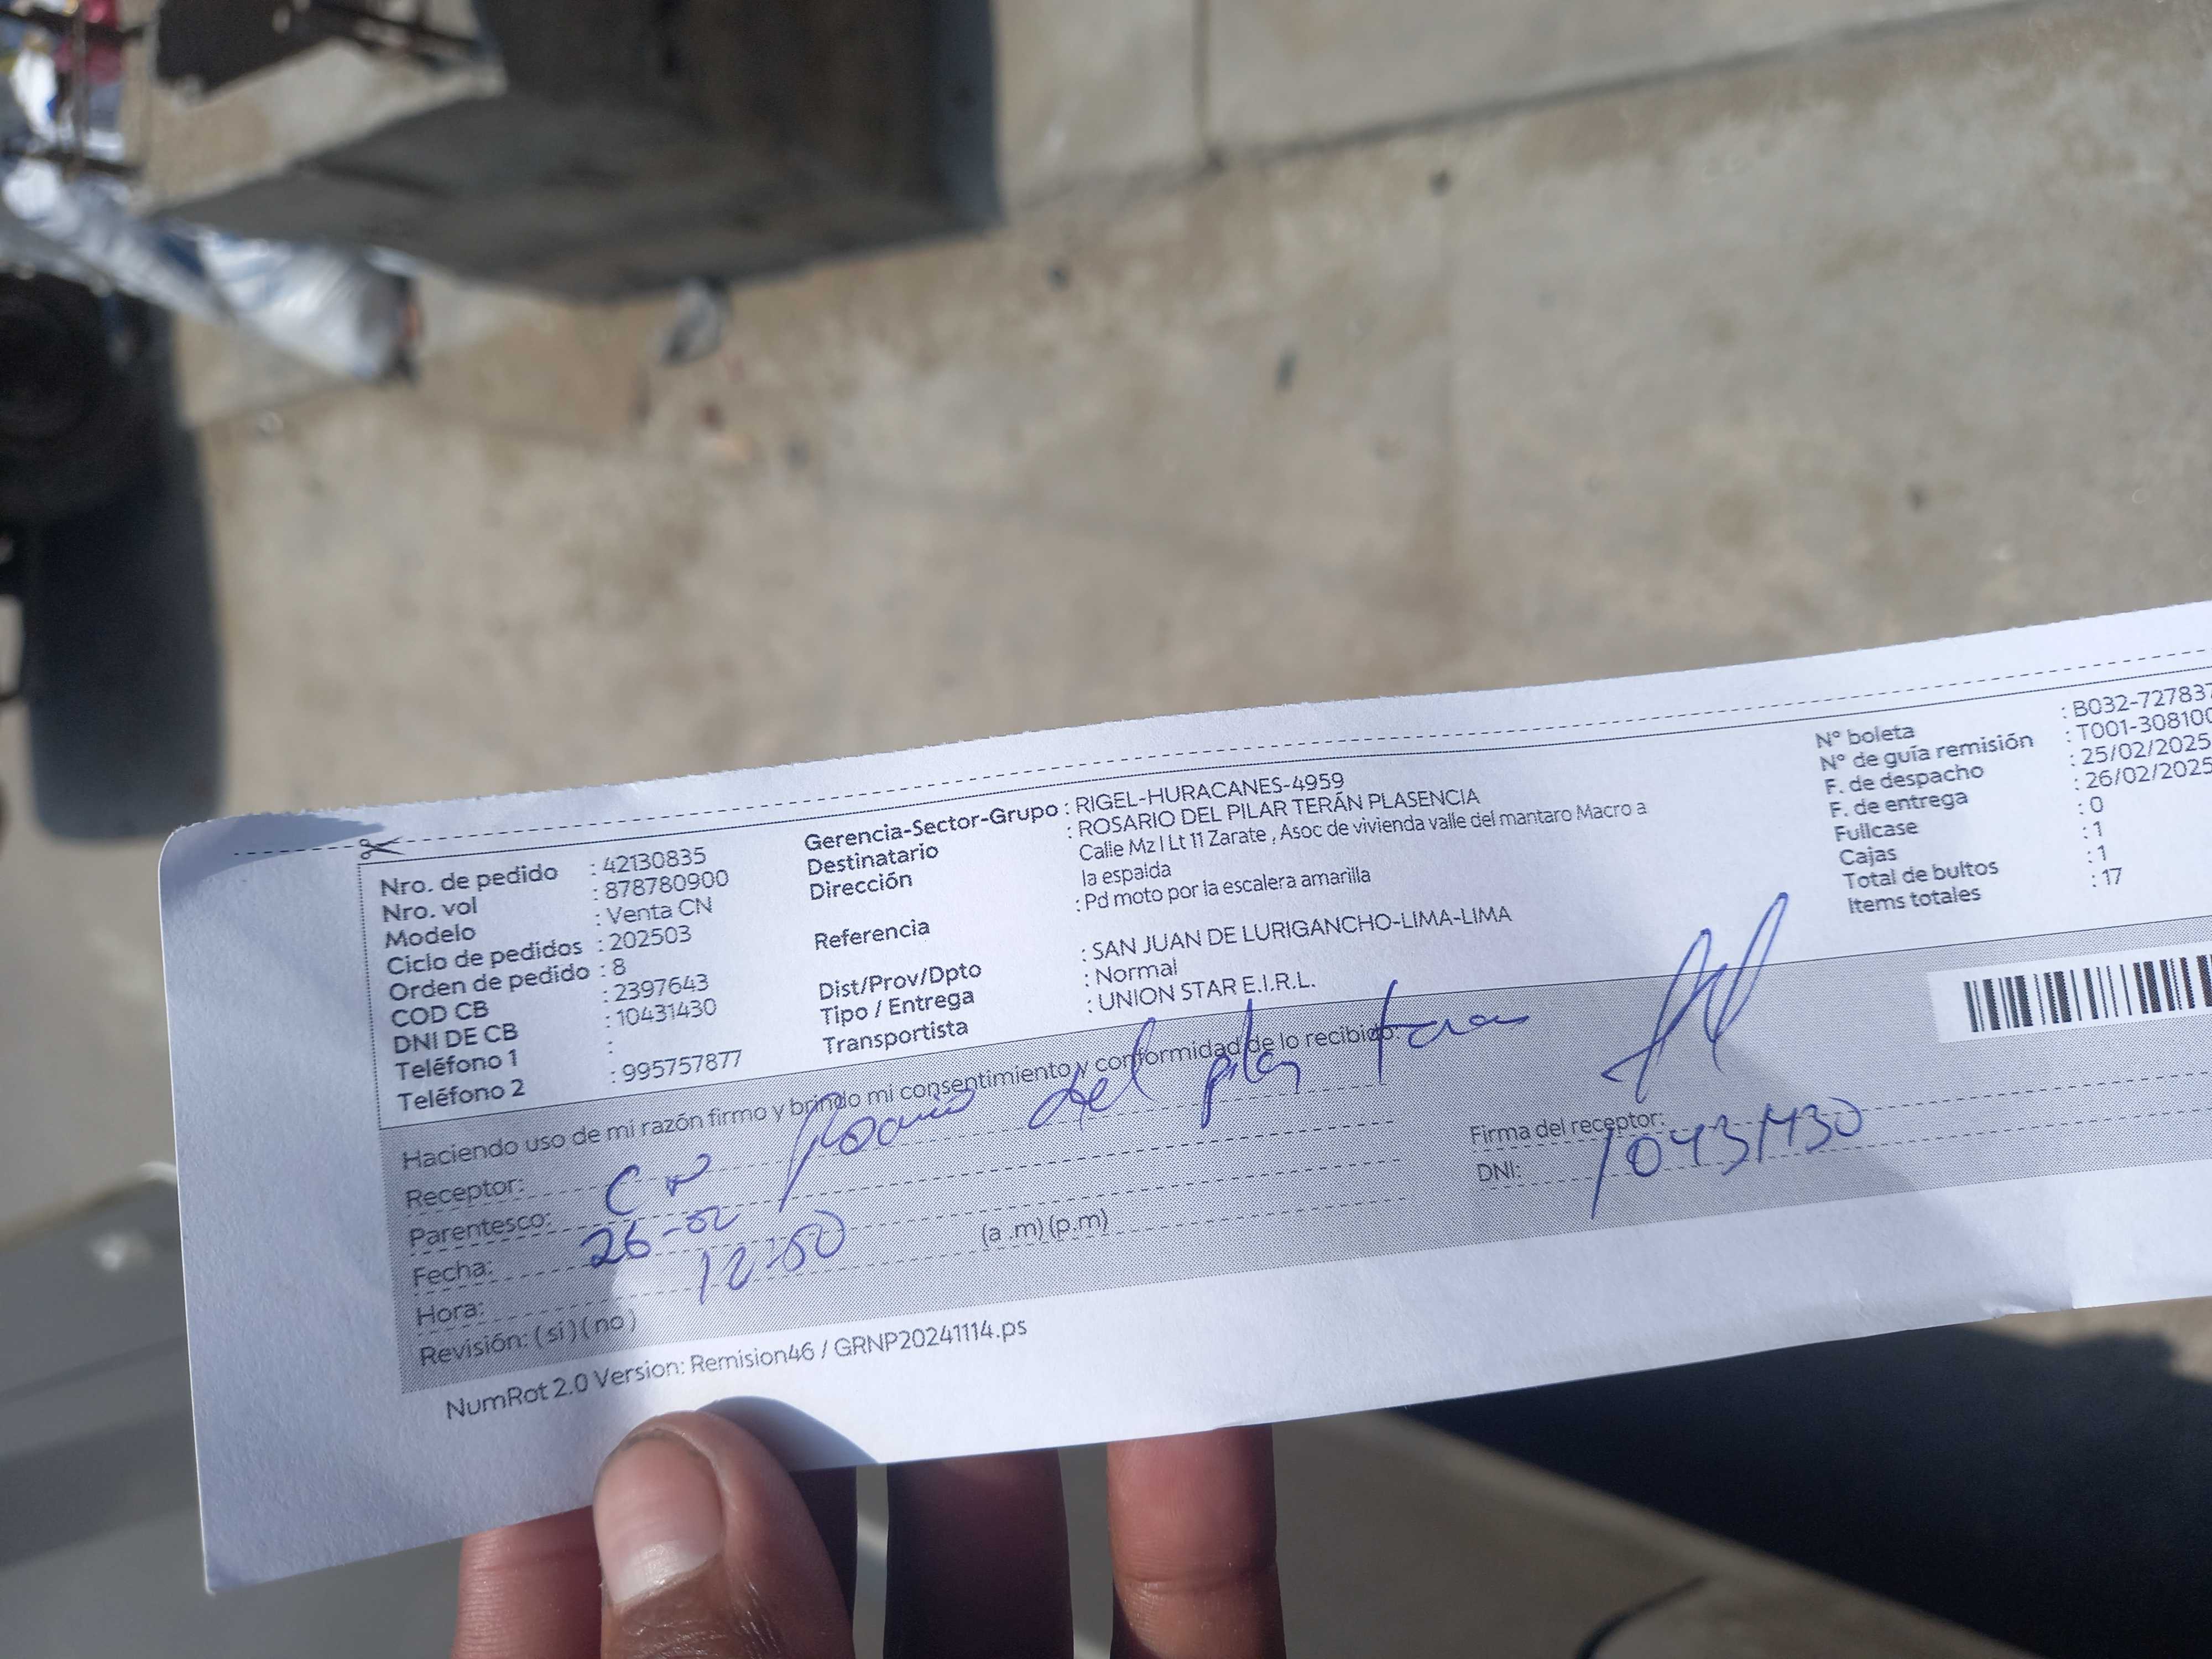 Nro. de pedido : 42130835
Nro. vol : 878780900
Modelo : Venta CN
Ciclo de pedidos : 202503
Orden de pedido : 8
COD CB : 2397643
DNI DE CB : 10431430
Teléfono 1 :
Teléfono 2 : 995757877
Gerencia-Sector-Grupo : RIGEL-HURACANES-4959
Destinatario : ROSARIO DEL PILAR TERÁN PLASENCIA
Dirección Calle Mz I Lt 11 Zarate , Asoc de vivienda valle del mantaro Macro a
la espalda
Referencia : Pd moto por la escalera amarilla
Dist/Prov/Dpto : SAN JUAN DE LURIGANCHO-LIMA-LIMA
Tipo / Entrega : Normal
Transportista : UNION STAR E.I.R.L.
N° boleta : B032-727837
N° de guía remisión : T001-308100
F. de despacho : 25/02/2025
F. de entrega : 26/02/2025
Fullcase : 0
Cajas : 1
Total de bultos : 1
Items totales : 17
Haciendo uso de mi razón firmo y brindo mi consentimiento y conformidad de lo recibido.
Receptor: Rosario del pilar teran
Parentesco: CN
Fecha: 26-02
Hora: 12:50 (a .m) (p.m)
Revisión: (si) (no)
Firma del receptor:
DNI: 10431430
NumRot 2.0 Version: Remision46 / GRNP20241114.ps